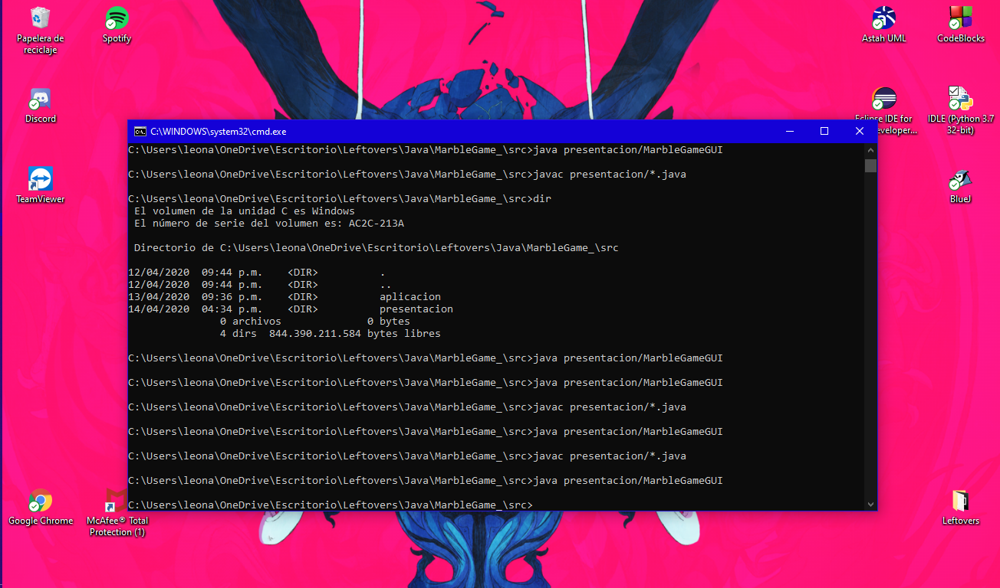 Papelera de
reciclaje
Spotify
Astah UML
CodeBlocks
Discord
Eclipse IDE for
eveloper...
IDLE (Python 3.7
32-bit)
TeamViewer
BlueJ
C:\WINDOWS\system32\cmd.exe
C:\Users\leona\OneDrive\Escritorio\Leftovers\Java\MarbleGame_\src>java presentacion/MarbleGameGUI
C:\Users\leona\OneDrive\Escritorio\Leftovers\Java\MarbleGame_\src>javac presentacion/*.java
C:\Users\leona\OneDrive\Escritorio\Leftovers\Java\MarbleGame_\src>dir
El volumen de la unidad C es Windows
El número de serie del volumen es: AC2C-213A
Directorio de C:\Users\leona\OneDrive\Escritorio\Leftovers\Java\MarbleGame_\src
12/04/2020  09:44 p.m.    <DIR>          .
12/04/2020  09:44 p.m.    <DIR>          ..
13/04/2020  09:36 p.m.    <DIR>          aplicacion
14/04/2020  04:34 p.m.    <DIR>          presentacion
0 archivos              0 bytes
4 dirs  844.390.211.584 bytes libres
C:\Users\leona\OneDrive\Escritorio\Leftovers\Java\MarbleGame_\src>java presentacion/MarbleGameGUI
C:\Users\leona\OneDrive\Escritorio\Leftovers\Java\MarbleGame_\src>java presentacion/MarbleGameGUI
C:\Users\leona\OneDrive\Escritorio\Leftovers\Java\MarbleGame_\src>javac presentacion/*.java
C:\Users\leona\OneDrive\Escritorio\Leftovers\Java\MarbleGame_\src>java presentacion/MarbleGameGUI
C:\Users\leona\OneDrive\Escritorio\Leftovers\Java\MarbleGame_\src>javac presentacion/*.java
C:\Users\leona\OneDrive\Escritorio\Leftovers\Java\MarbleGame_\src>java presentacion/MarbleGameGUI
C:\Users\leona\OneDrive\Escritorio\Leftovers\Java\MarbleGame_\src>
Google Chrome
McAfee® Total
Protection (1)
Leftovers